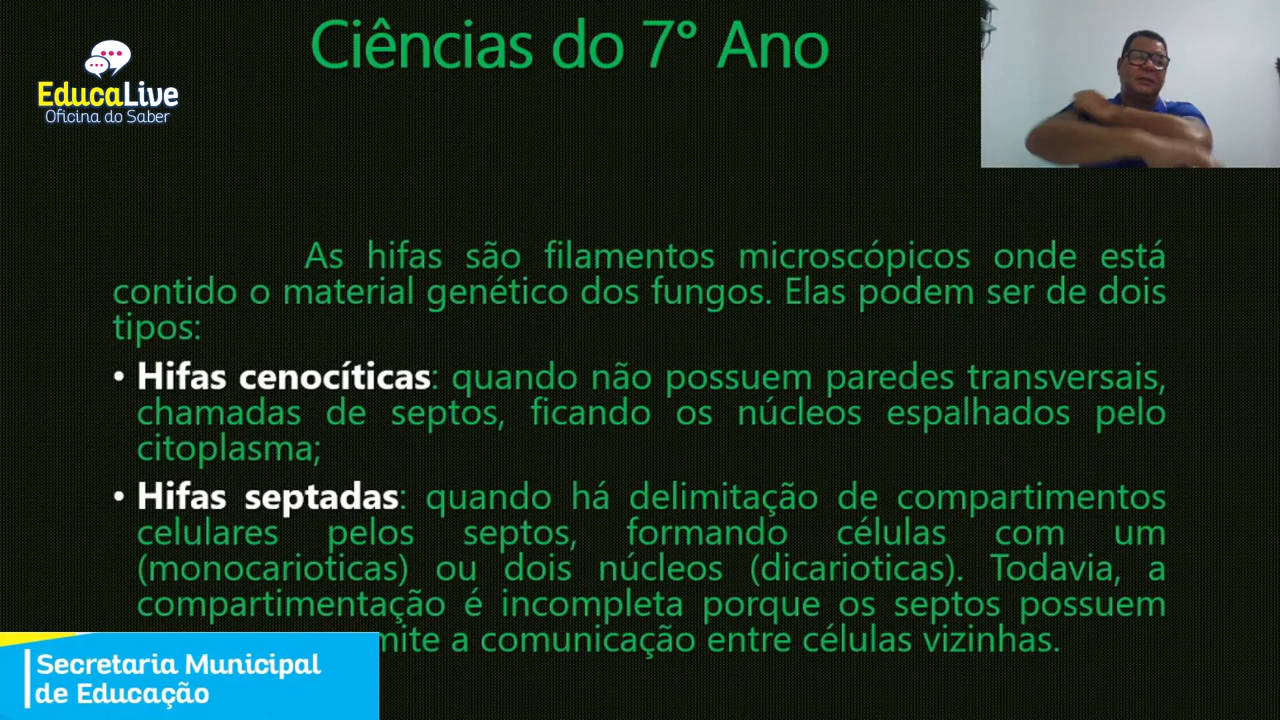 Ciências do 7° Ano
EducaLive
Oficina do Saber
As hifas são filamentos microscópicos onde está
contido o material genético dos fungos. Elas podem ser de dois
tipos:
• Hifas cenocíticas: quando não possuem paredes transversais,
chamadas de septos, ficando os núcleos espalhados pelo
citoplasma;
• Hifas septadas: quando há delimitação de compartimentos
celulares pelos septos, formando células com um
(monocarioticas) ou dois núcleos (dicarioticas). Todavia, a
compartimentação é incompleta porque os septos possuem
mite a comunicação entre células vizinhas.
Secretaria Municipal
de Educação